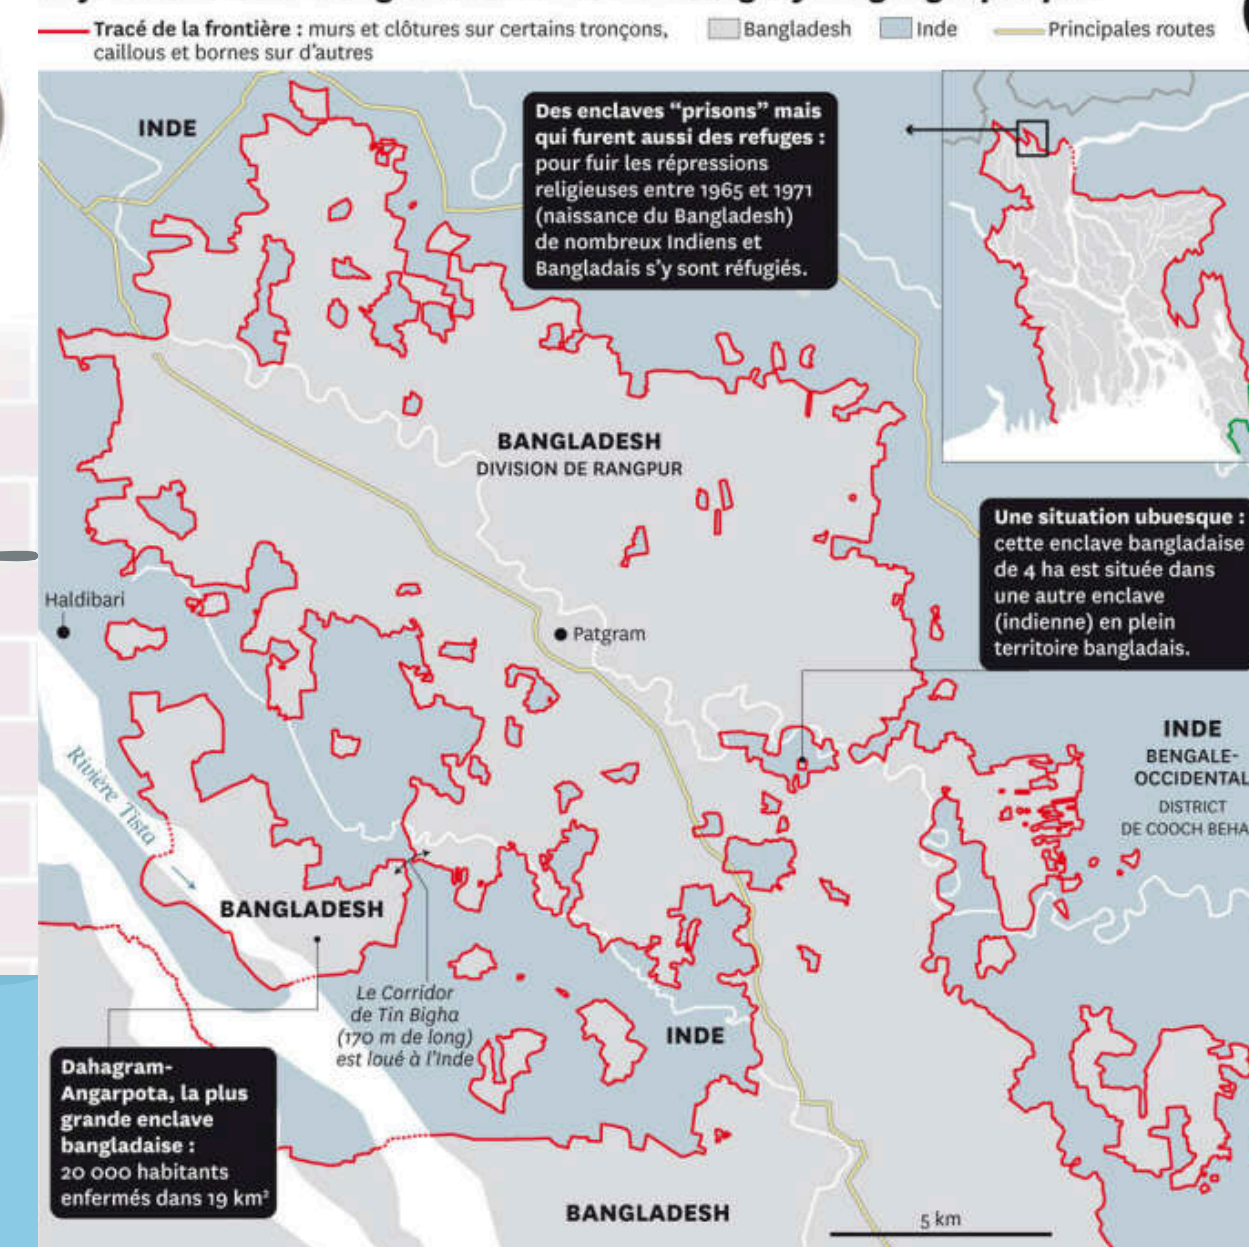 Tracé de la frontière : murs et clôtures sur certains tronçons,
caillous et bornes sur d'autres
Bangladesh
Inde
Principales routes
INDE
Des enclaves “prisons” mais
qui furent aussi des refuges :
pour fuir les répressions
religieuses entre 1965 et 1971
(naissance du Bangladesh)
de nombreux Indiens et
Bangladais s'y sont réfugiés.
BANGLADESH
DIVISION DE RANGPUR
Une situation ubuesque :
cette enclave bangladaise
de 4 ha est située dans
une autre enclave
(indienne) en plein
territoire bangladais.
Haldibari
Patgram
INDE
BENGALE-
OCCIDENTAL
DISTRICT
DE COOCH BEHA
Rivière Tista
BANGLADESH
Le Corridor
de Tin Bigha
(170 m de long)
est loué à l'Inde
INDE
Dahagram-
Angarpota, la plus
grande enclave
bangladaise :
20 000 habitants
enfermés dans 19 km²
BANGLADESH
5 km